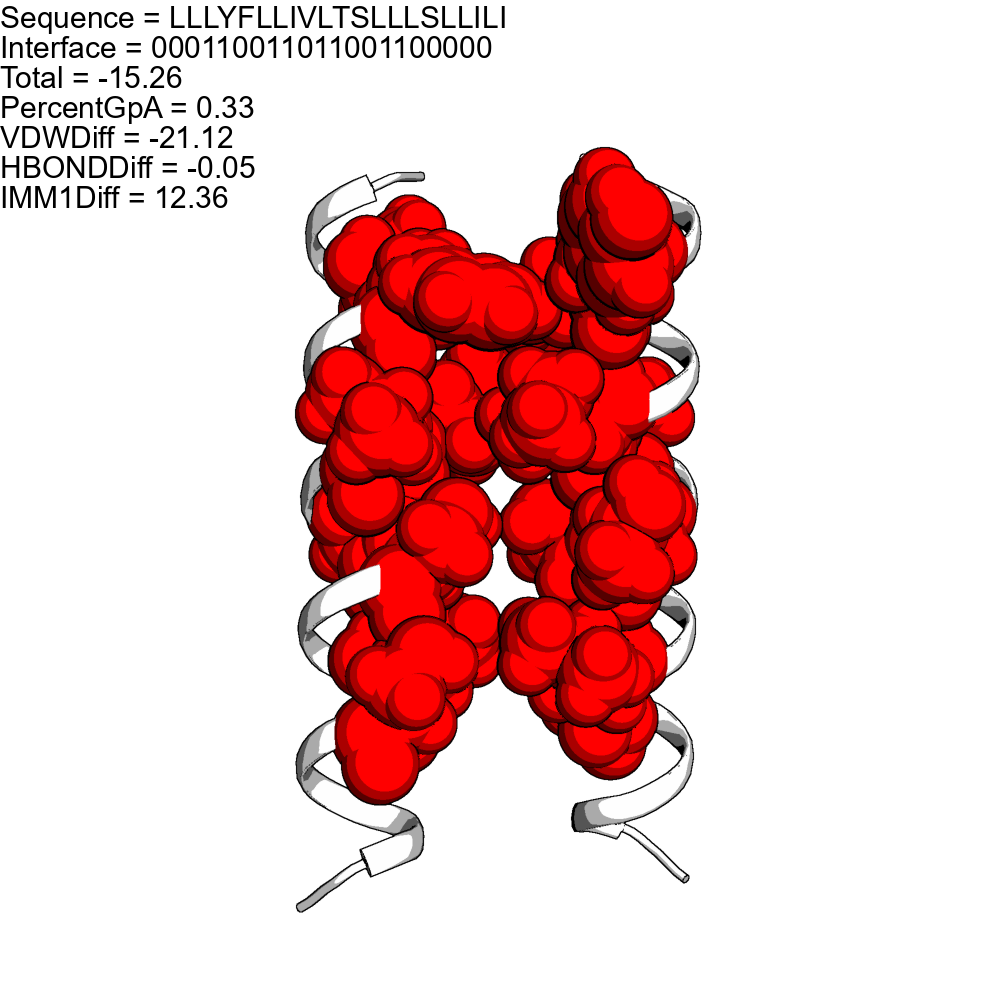 Sequence = LLLYFLLIVLTSLLLSLLILI
Interface = 000110011011001100000
Total = -15.26
PercentGpA = 0.33
VDWDiff = -21.12
HBONDDiff = -0.05
IMM1Diff = 12.36